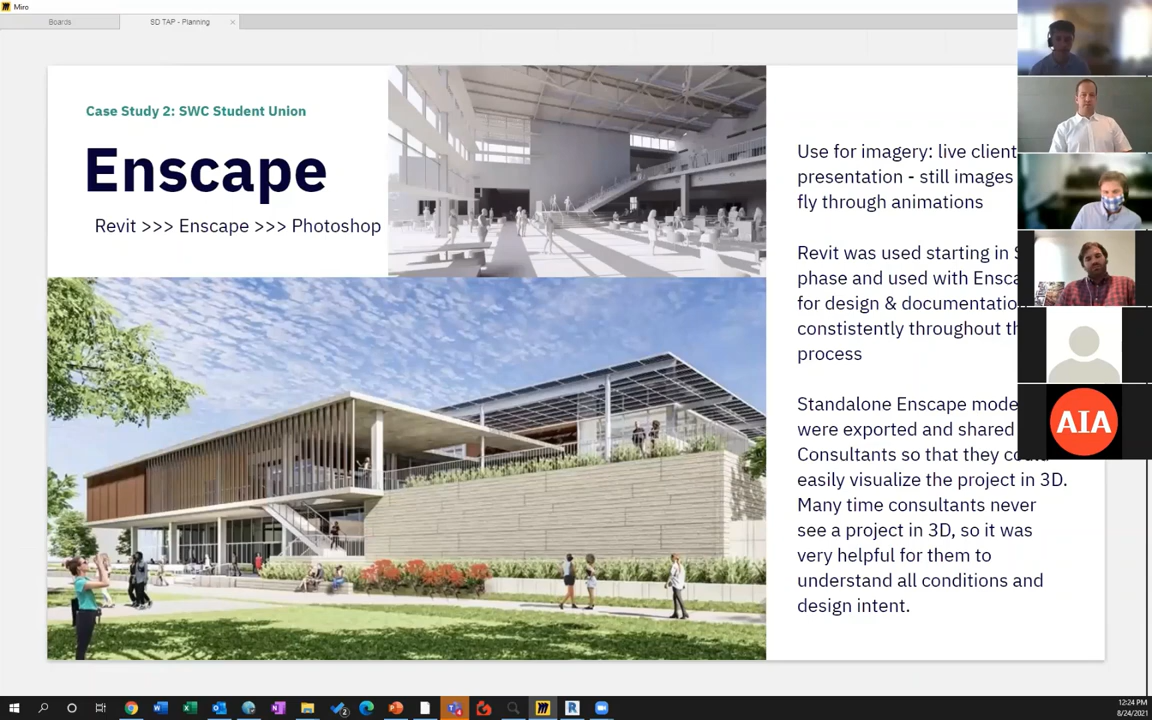 Miro
Boards
SD TAP - Planning
Case Study 2: SWC Student Union
Enscape
Revit >>> Enscape >>> Photoshop
Use for imagery: live client
presentation - still images
fly through animations
Revit was used starting in
phase and used with
for design &
constistently throughout
process
Standalone Enscape
were exported and shared
Consultants so that they
easily visualize the project in 3D.
Many time consultants never
see a project in 3D, so it was
very helpful for them to
understand all conditions and
design intent.
AIA
12:24 PM
8/24/2021